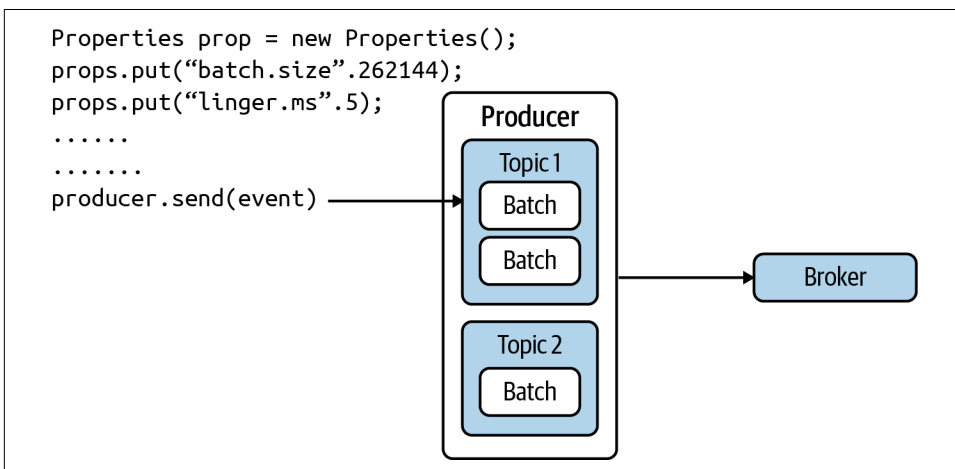 Properties prop = new Properties();
props.put(“batch.size”.262144);
props.put(“linger.ms”.5);
......
.......
producer.send(event)
Producer
Topic 1
Batch
Batch
Broker
Topic 2
Batch